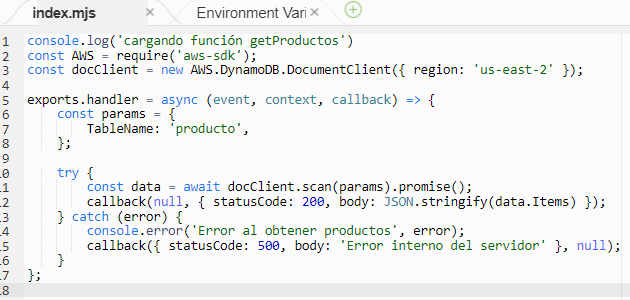 index.mjs × Environment Vari ×
1 console.log('cargando función getProductos')
2 const AWS = require('aws-sdk');
3 const docClient = new AWS.DynamoDB.DocumentClient({ region: 'us-east-2' });
4
5 exports.handler = async (event, context, callback) => {
6 const params = {
7 TableName: 'producto',
8 };
9
10 try {
11 const data = await docClient.scan(params).promise();
12 callback(null, { statusCode: 200, body: JSON.stringify(data.Items) });
13 } catch (error) {
14 console.error('Error al obtener productos', error);
15 callback({ statusCode: 500, body: 'Error interno del servidor' }, null);
16 }
17 };
18